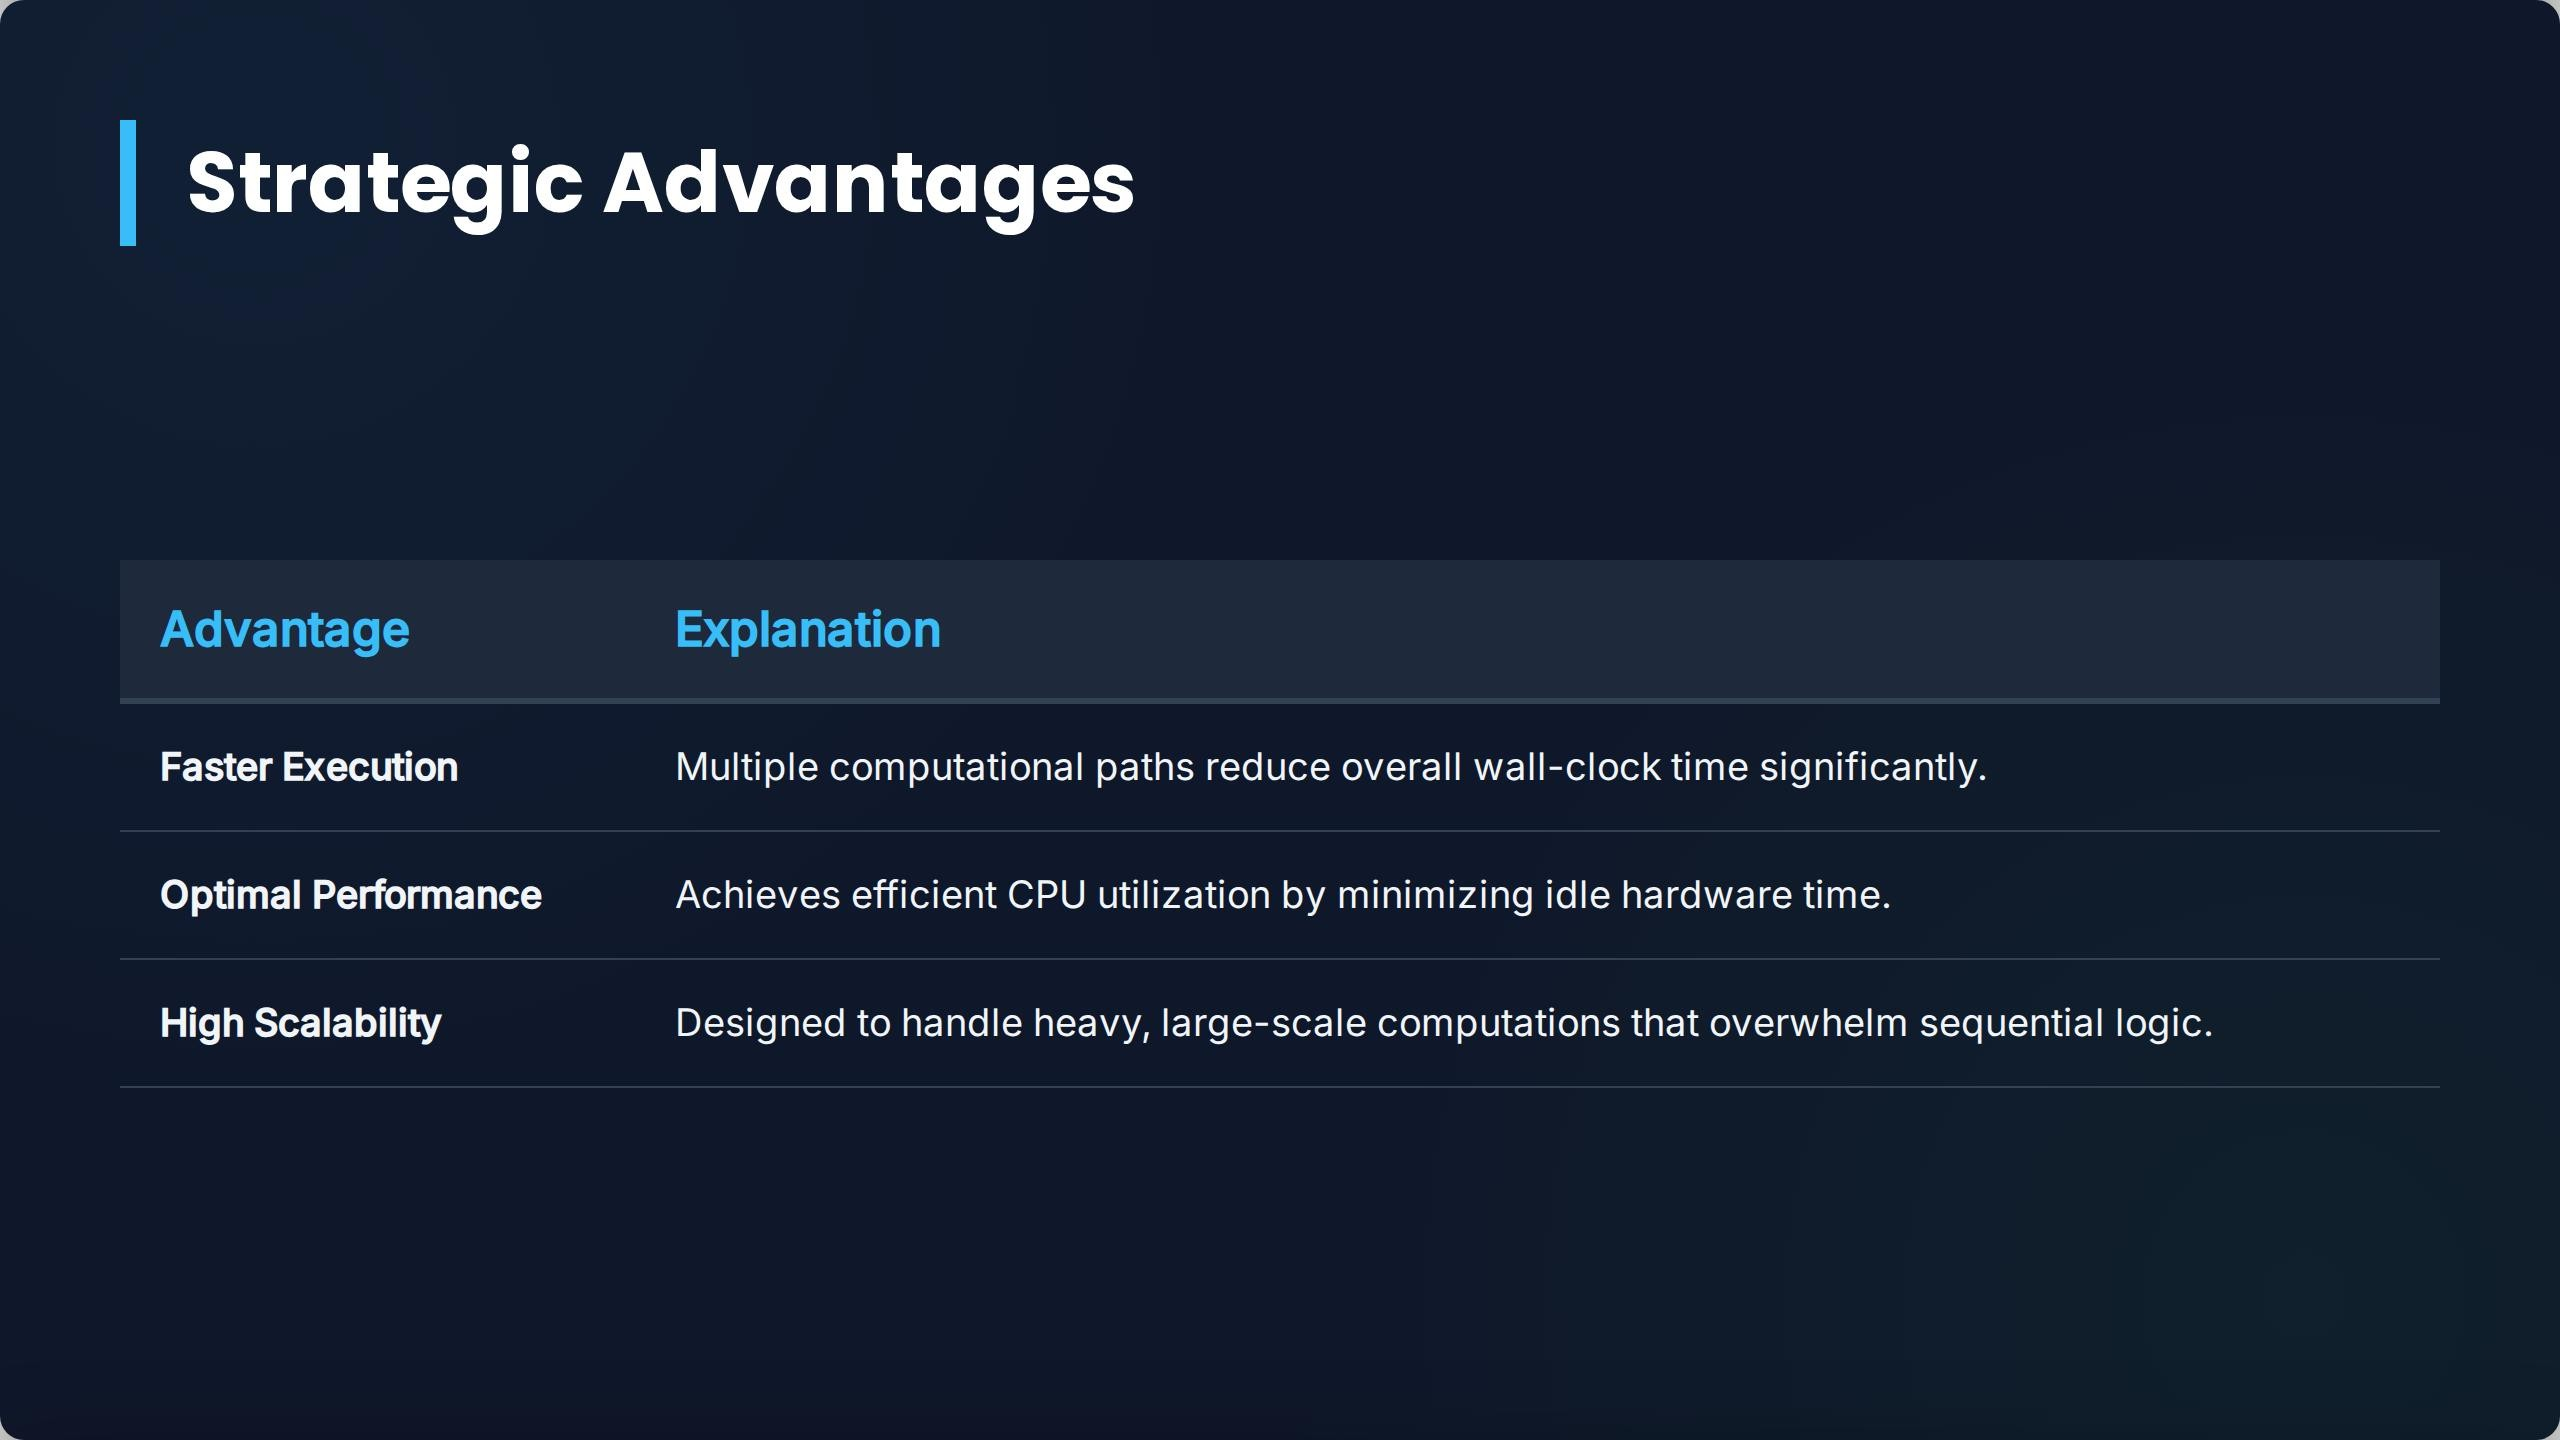 Strategic Advantages
Advantage Explanation
Faster Execution Multiple computational paths reduce overall wall-clock time significantly.
Optimal Performance Achieves efficient CPU utilization by minimizing idle hardware time.
High Scalability Designed to handle heavy, large-scale computations that overwhelm sequential logic.